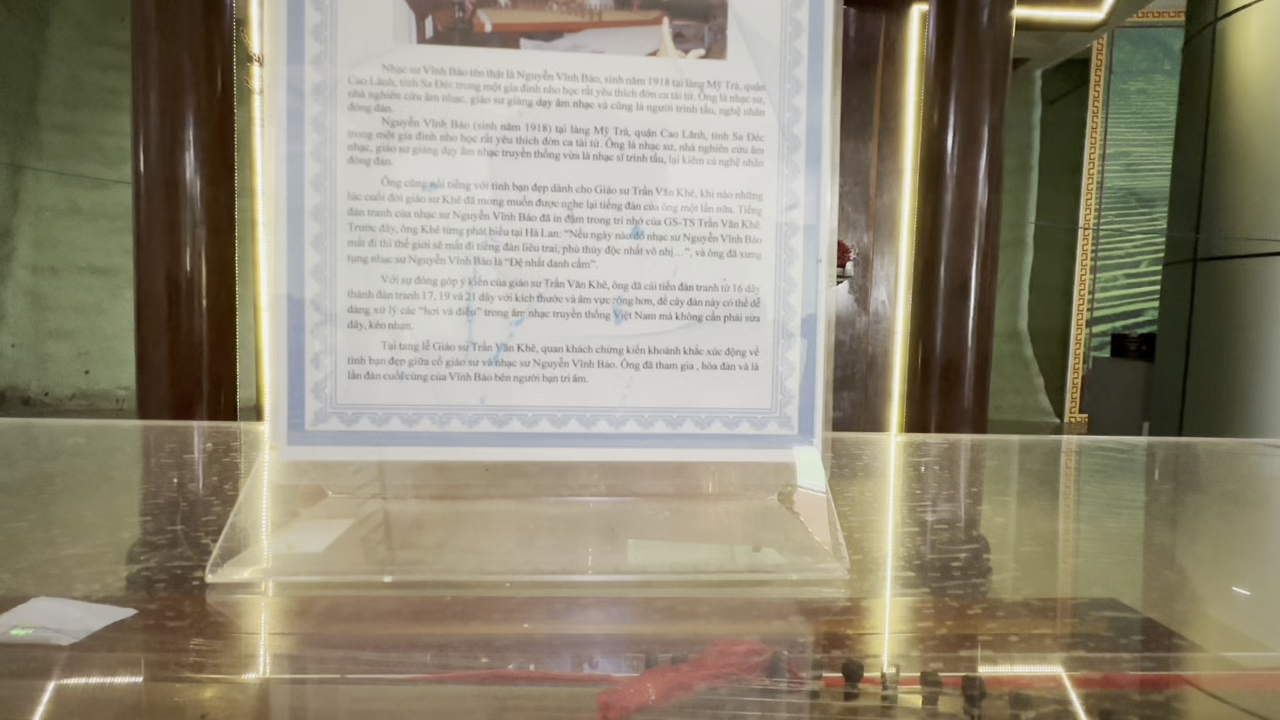 Nhạc sư Vĩnh Bảo tên thật là Nguyễn Vĩnh Bảo, sinh năm 1918 tại làng Mỹ Trà, quận
Cao Lãnh, tỉnh Sa Đéc trong một gia đình nho học rất yêu thích đờn ca tài tử. Ông là nhạc sư,
nhà nghiên cứu âm nhạc, giáo sư giảng dạy âm nhạc và cũng là người trình tấu, nghệ nhân
đóng đàn.
Nguyễn Vĩnh Bảo (sinh năm 1918) tại làng Mỹ Trà, quận Cao Lãnh, tỉnh Sa Đéc
trong một gia đình nho học rất yêu thích đờn ca tài tử. Ông là nhạc sư, nhà nghiên cứu âm
nhạc, giáo sư giảng dạy âm nhạc truyền thống vừa là nhạc sĩ trình tấu, lại kiêm cả nghệ nhân
đóng đàn.
Ông cũng nổi tiếng với tình bạn đẹp dành cho Giáo sư Trần Văn Khê, khi nào những
lúc cuối đời giáo sư Khê đã mong muốn được nghe lại tiếng đàn của ông một lần nữa. Tiếng
đàn tranh của nhạc sư Nguyễn Vĩnh Bảo đã in đậm trong trí nhớ của GS-TS Trần Văn Khê.
Trước đây, ông Khê từng phát biểu tại Hà Lan: “Nếu ngày nào đó nhạc sư Nguyễn Vĩnh Bảo
mất đi thì thế giới sẽ mất đi tiếng đàn liêu trai, phù thủy độc nhất vô nhị…”, và ông đã xưng
tụng nhạc sư Nguyễn Vĩnh Bảo là “Đệ nhất danh cầm”.
Với sự đóng góp ý kiến của giáo sư Trần Văn Khê, ông đã cải tiến đàn tranh từ 16 dây
thành đàn tranh 17, 19 và 21 dây với kích thước và âm vực rộng hơn, để cây đàn này có thể dễ
dàng xử lý các “hơi và điệu” trong âm nhạc truyền thống Việt Nam mà không cần phải sửa
dây, kéo nhạn.
Tại tang lễ Giáo sư Trần Văn Khê, quan khách chứng kiến khoảnh khắc xúc động về
tình bạn đẹp giữa cố giáo sư và nhạc sư Nguyễn Vĩnh Bảo. Ông đã tham gia , hòa đàn và là
lần đàn cuối cùng của Vĩnh Bảo bên người bạn tri âm.